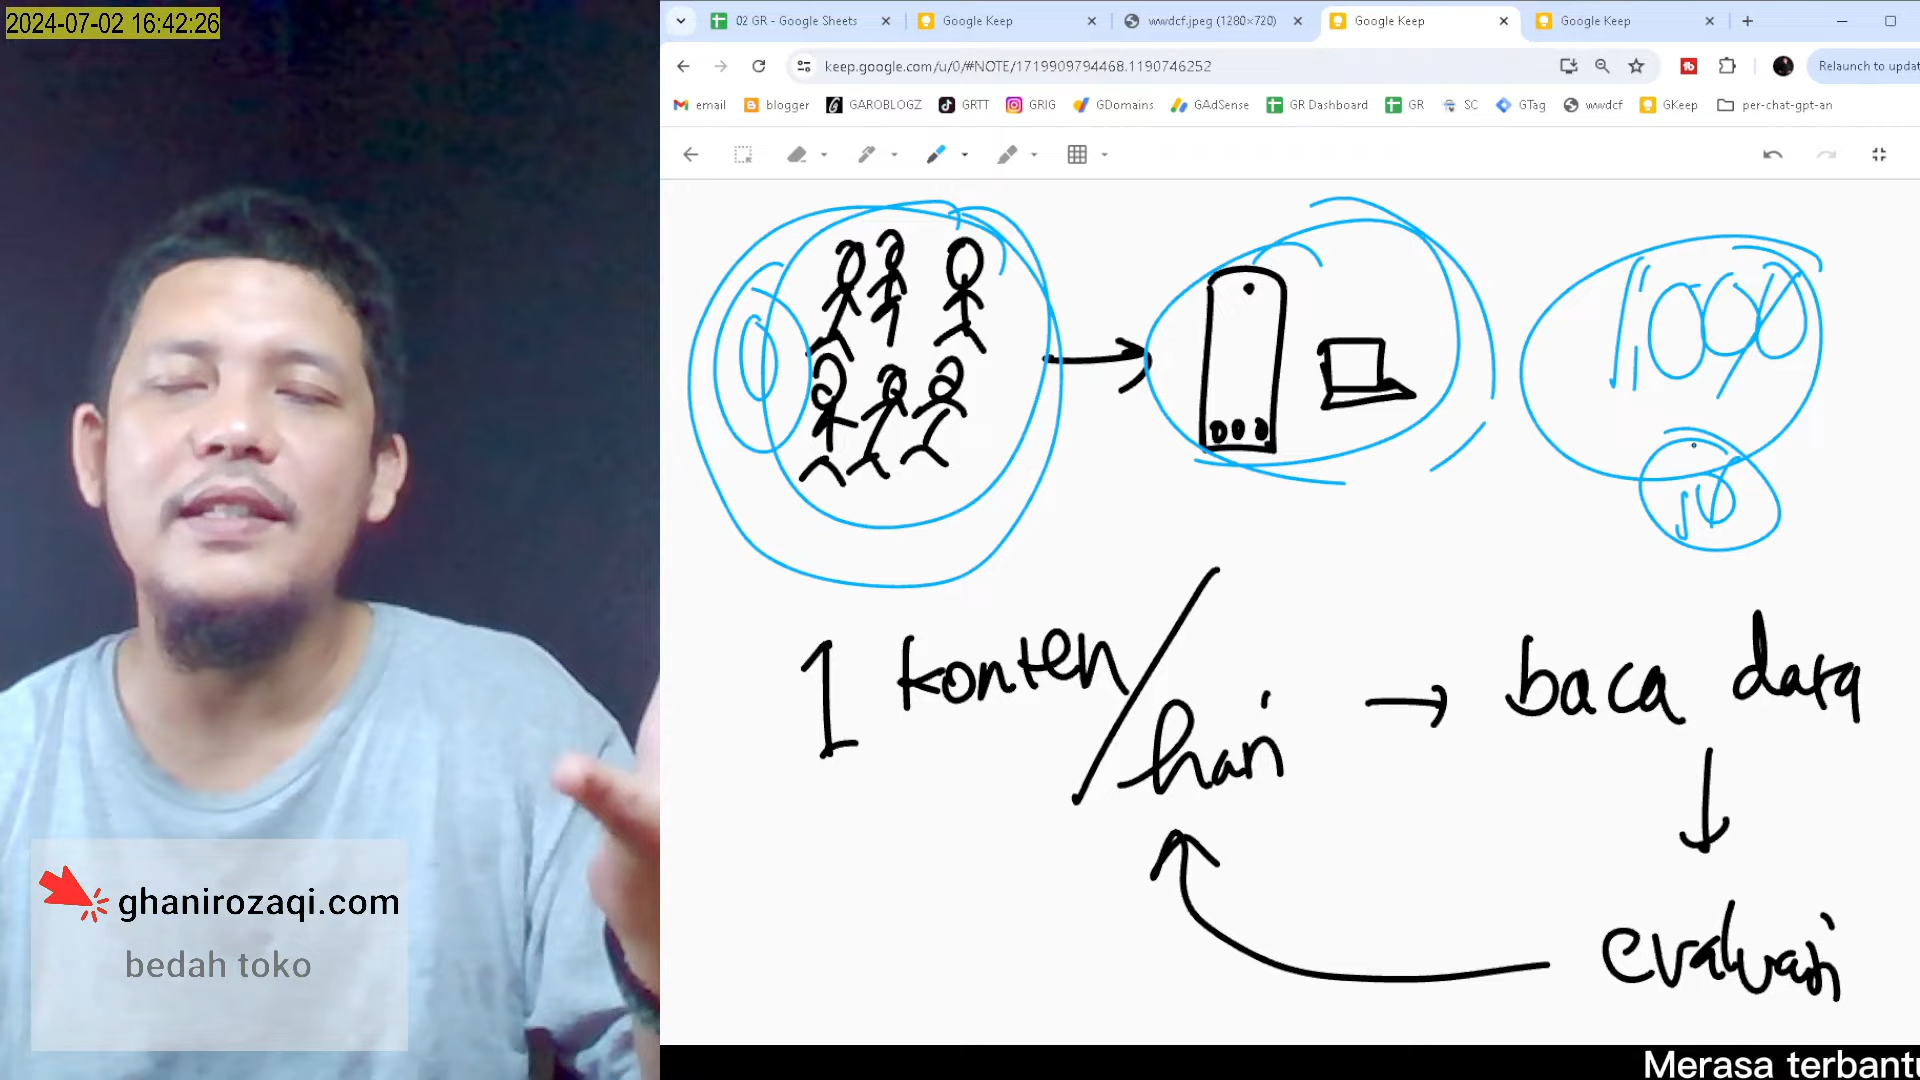 2024-07-02 16:42:26
02 GR - Google Sheets
Google Keep
wwdcf.jpeg (1280×720)
Google Keep
Google Keep
keep.google.com/u/0/#NOTE/1719909794468.1190746252
Relaunch to updat
email
blogger
GAROBLOGZ
GRTT
GRIG
GDomains
GAdSense
GR Dashboard
GR
SC
GTag
wwdcf
GKeep
per-chat-gpt-an
1 konten/hari → baca data
evaluasi
ghanirozaqi.com
bedah toko
Merasa terbantu